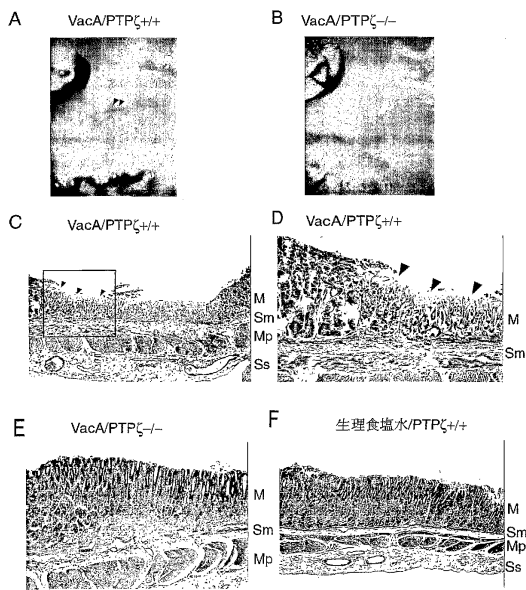 A
VacA/PTPζ+/+
B
VacA/PTPζ−/−
C
VacA/PTPζ+/+
M
Sm
Mp
Ss
D
VacA/PTPζ+/+
M
Sm
E
VacA/PTPζ−/−
M
Sm
Mp
F
生理食塩水/PTPζ+/+
M
Sm
Mp
Ss